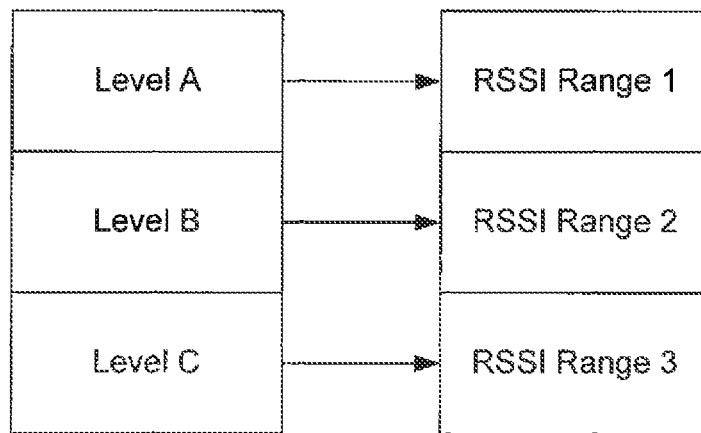 Level A
RSSI Range 1
Level B
RSSI Range 2
Level C
RSSI Range 3